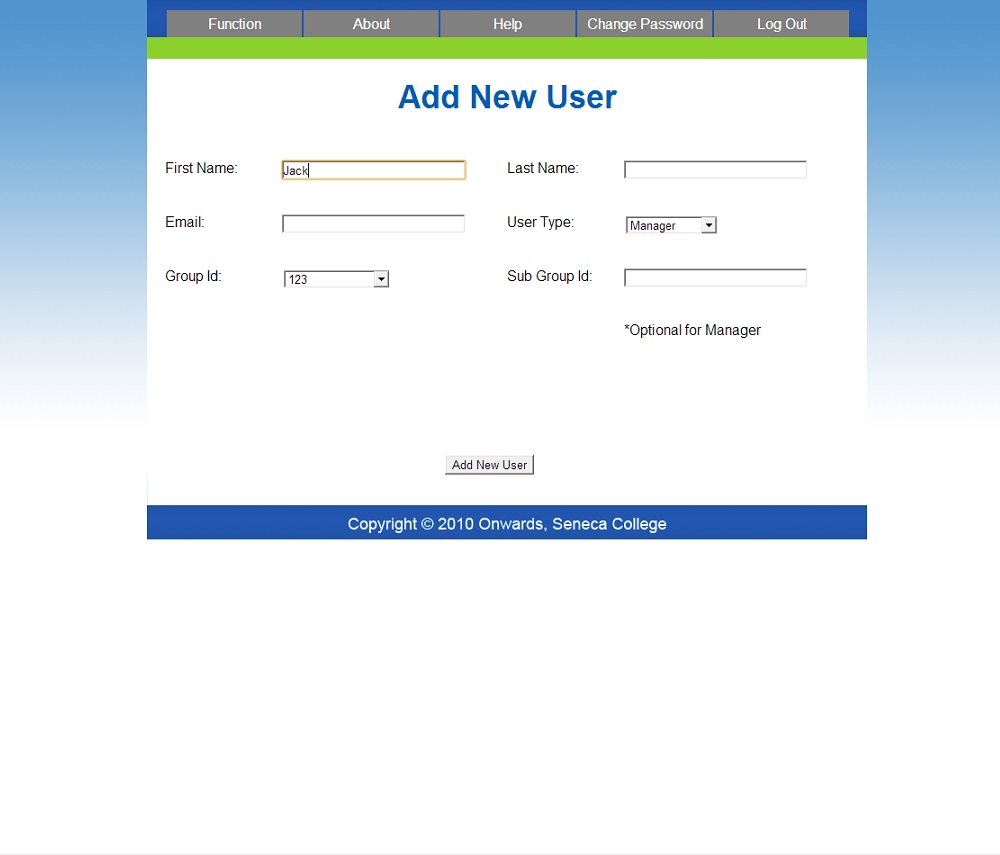 Function About Help Change Password Log Out
Add New User
First Name: Jack Last Name:
Email: User Type: Manager
Group Id: 123 Sub Group Id:
*Optional for Manager
Add New User
Copyright © 2010 Onwards, Seneca College